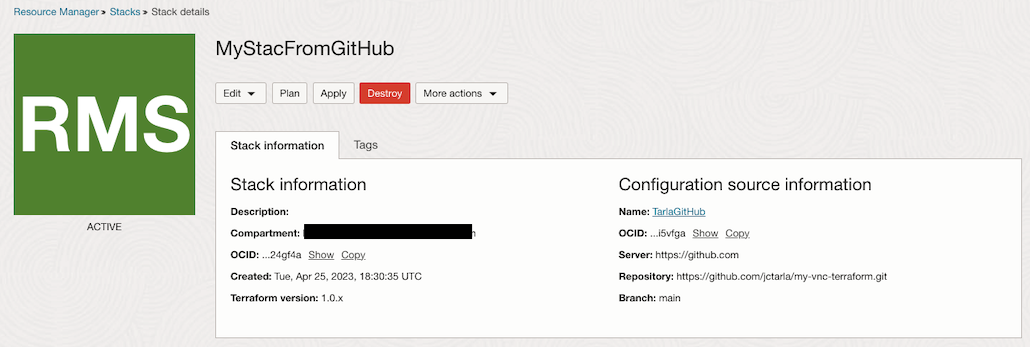 Resource Manager » Stacks » Stack details
RMS
ACTIVE
MyStacFromGitHub
Edit Plan Apply Destroy More actions
Stack information Tags
Stack information
Description:
Compartment:
OCID: ...24gf4a Show Copy
Created: Tue, Apr 25, 2023, 18:30:35 UTC
Terraform version: 1.0.x
Configuration source information
Name: TarlaGitHub
OCID: ...i5vfga Show Copy
Server: https://github.com
Repository: https://github.com/jctarla/my-vnc-terraform.git
Branch: main